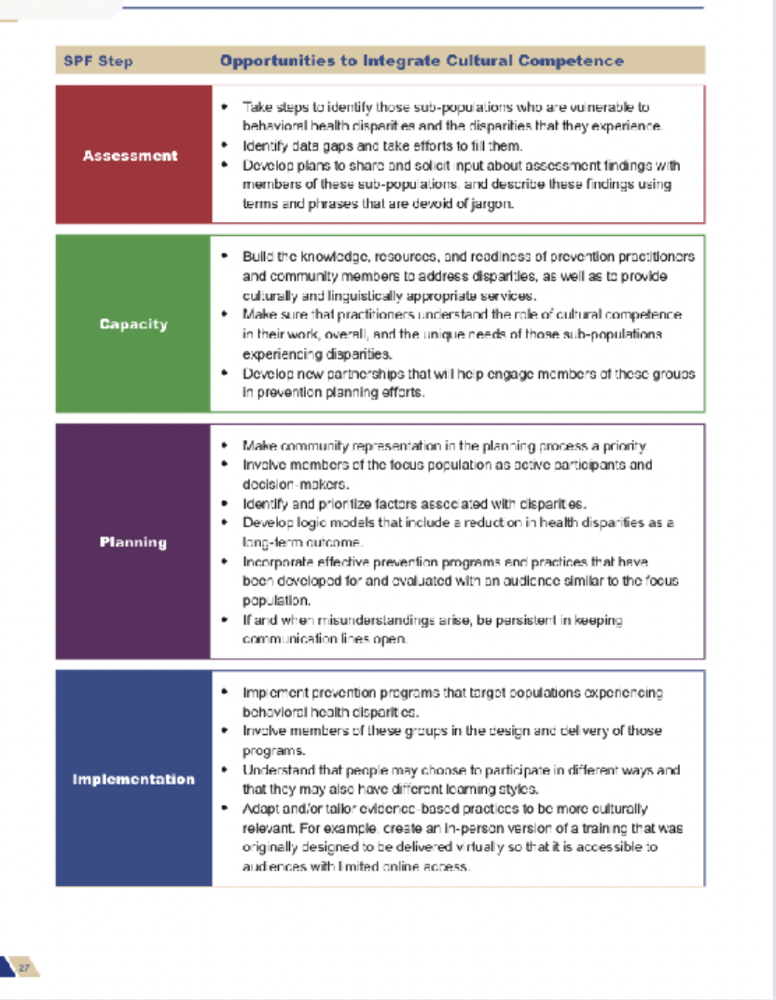 SPF Step
Opportunities to Integrate Cultural Competence
Assessment
• Take steps to identify those sub-populations who are vulnerable to
behavioral health disparities and the disparities that they experience.
• Identify data gaps and take efforts to fill them.
• Develop plans to share and solicit input about assessment findings with
members of these sub-populations, and describe these findings using
terms and phrases that are devoid of jargon.
Capacity
• Build the knowledge, resources, and readiness of prevention practitioners
and community members to address disparities, as well as to provide
culturally and linguistically appropriate services.
• Make sure that practitioners understand the role of cultural competence
in their work, overall, and the unique needs of those sub-populations
experiencing disparities.
• Develop new partnerships that will help engage members of these groups
in prevention planning efforts.
Planning
• Make community representation in the planning process a priority.
• Involve members of the focus population as active participants and
decision-makers.
• Identify and prioritize factors associated with disparities.
• Develop logic models that include a reduction in health disparities as a
long-term outcome.
• Incorporate effective prevention programs and practices that have
been developed for and evaluated with an audience similar to the focus
population.
• If and when misunderstandings arise, be persistent in keeping
communication lines open.
Implementation
• Implement prevention programs that target populations experiencing
behavioral health disparities.
• Involve members of these groups in the design and delivery of those
programs.
• Understand that people may choose to participate in different ways and
that they may also have different learning styles.
• Adapt and/or tailor evidence-based practices to be more culturally
relevant. For example, create an in-person version of a training that was
originally designed to be delivered virtually so that it is accessible to
audiences with limited online access.
27